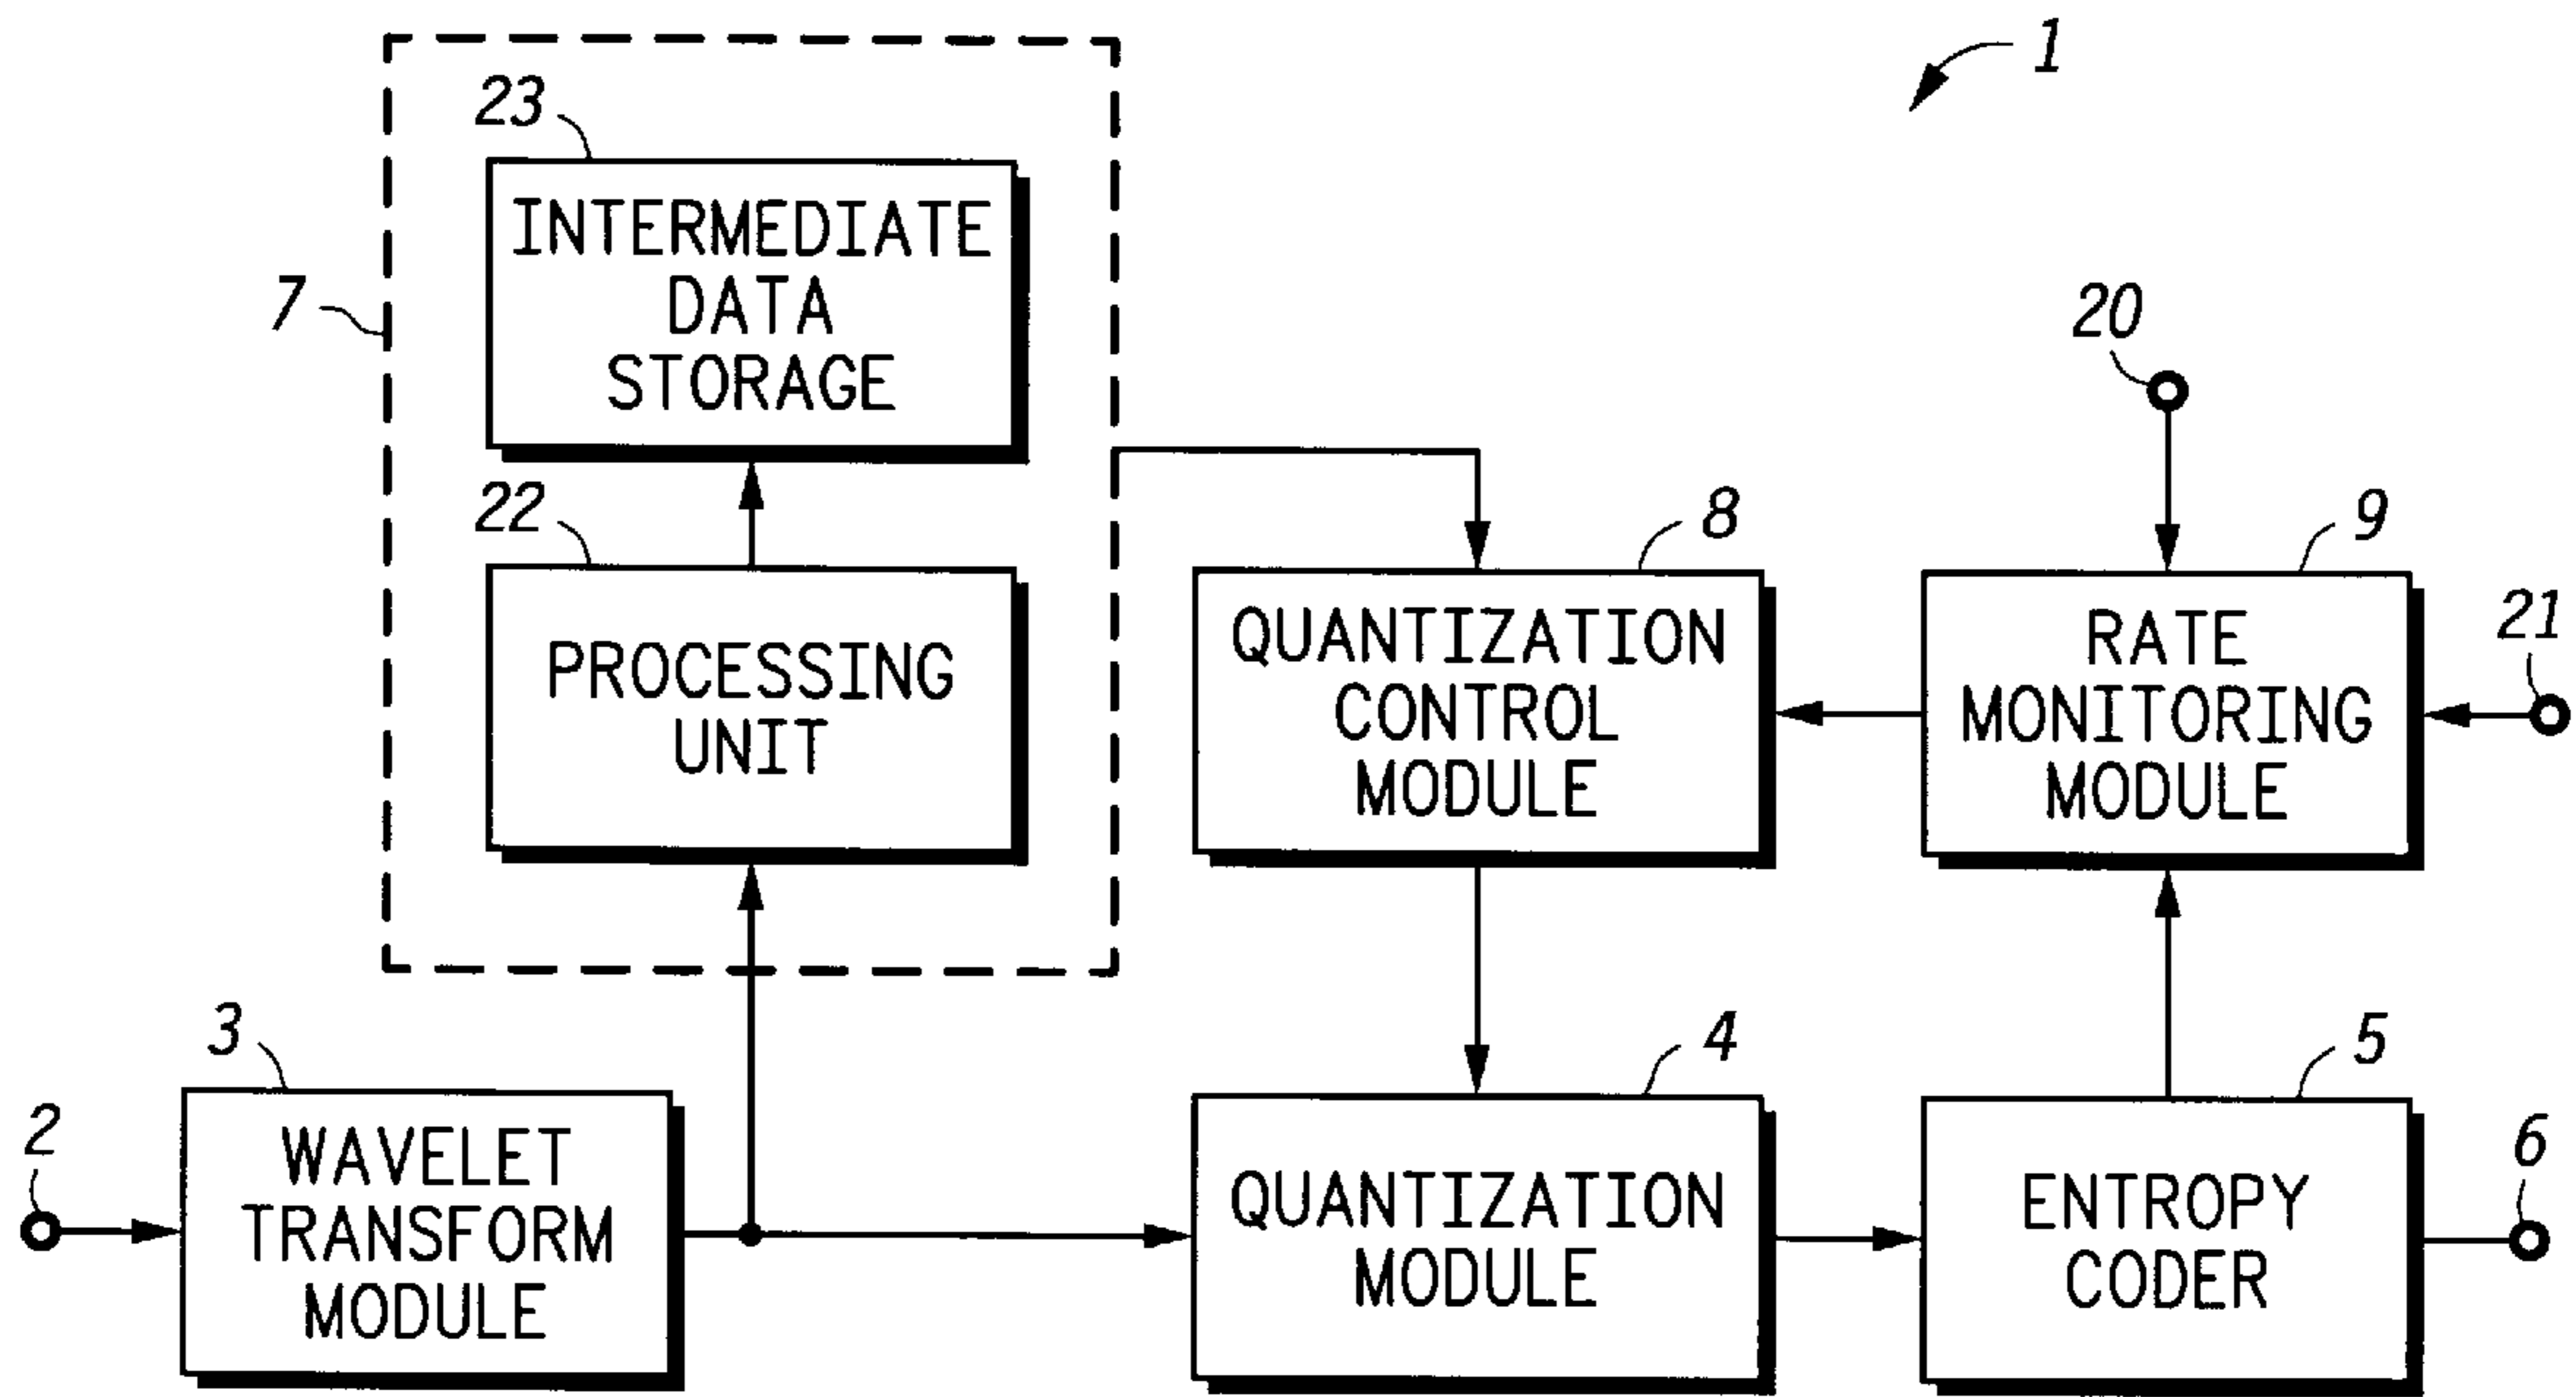 1
23
INTERMEDIATE
DATA
STORAGE
7
20
22
PROCESSING
UNIT
8
QUANTIZATION
CONTROL
MODULE
9
RATE
MONITORING
MODULE
21
3
WAVELET
TRANSFORM
MODULE
2
4
QUANTIZATION
MODULE
5
ENTROPY
CODER
6